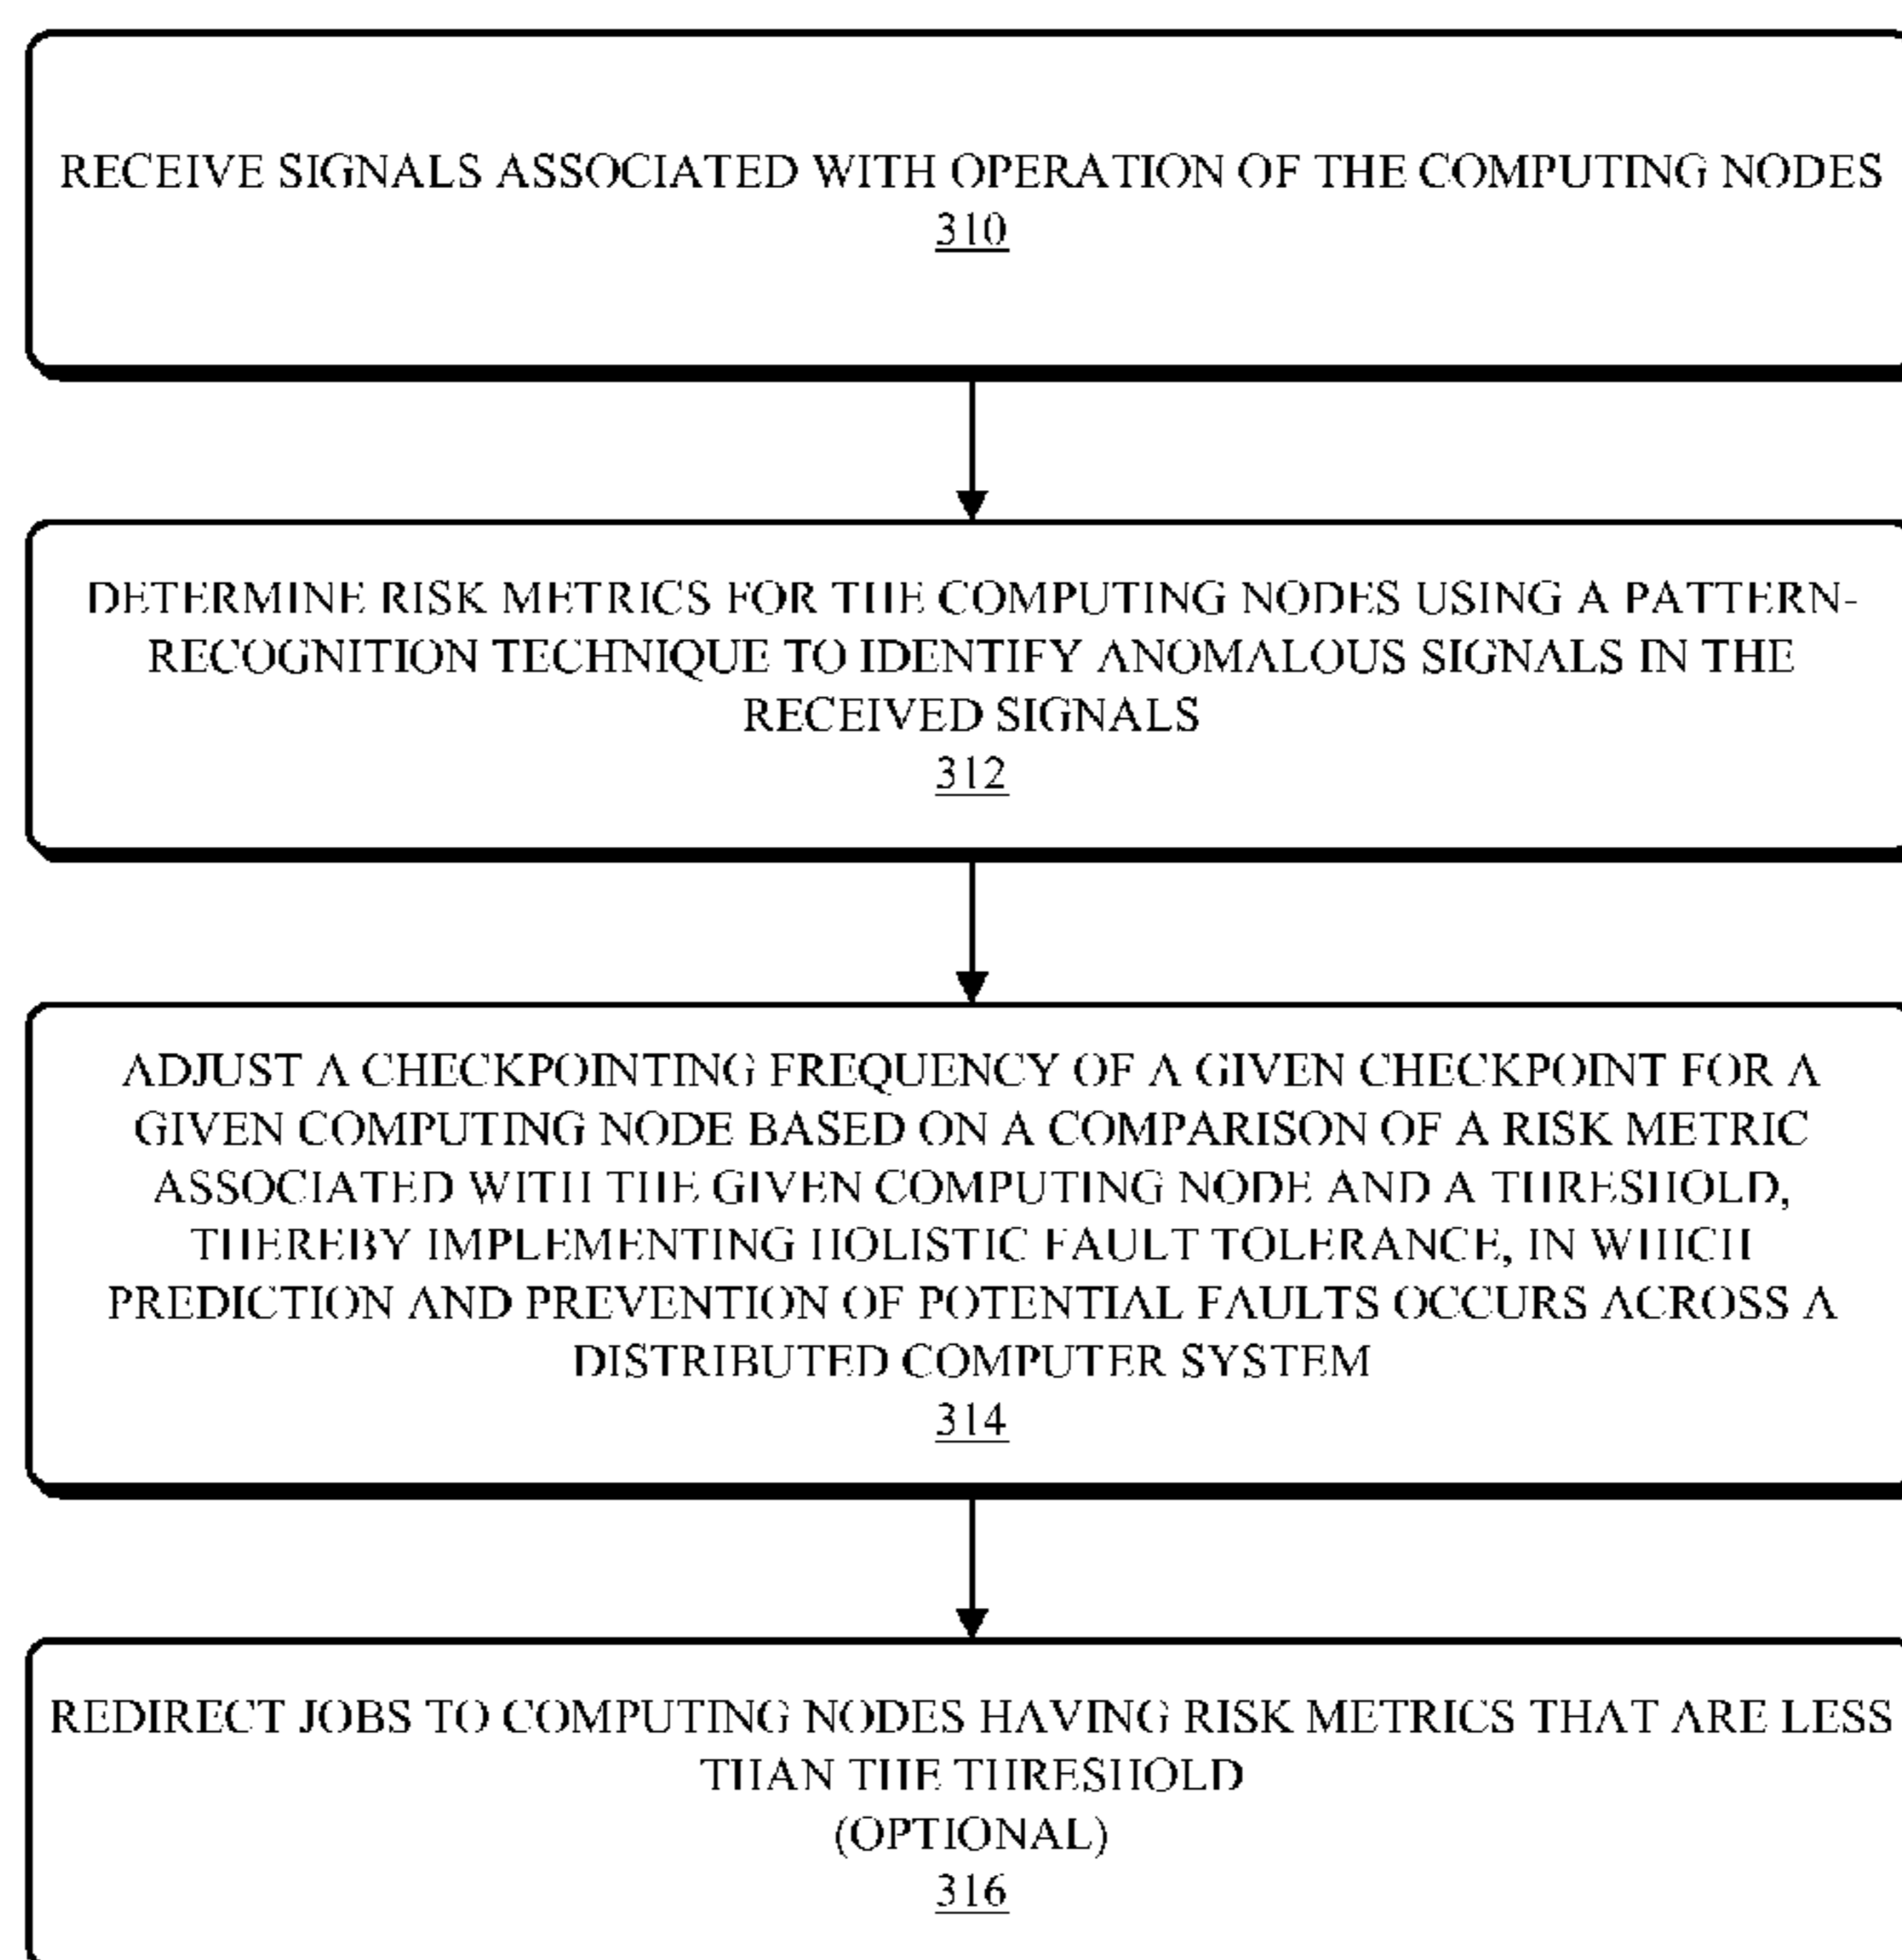 RECEIVE SIGNALS ASSOCIATED WITH OPERATION OF THE COMPUTING NODES
310
DETERMINE RISK METRICS FOR THE COMPUTING NODES USING A PATTERN-
RECOGNITION TECHNIQUE TO IDENTIFY ANOMALOUS SIGNALS IN THE
RECEIVED SIGNALS
312
ADJUST A CHECKPOINTING FREQUENCY OF A GIVEN CHECKPOINT FOR A
GIVEN COMPUTING NODE BASED ON A COMPARISON OF A RISK METRIC
ASSOCIATED WITH THE GIVEN COMPUTING NODE AND A THRESHOLD,
THEREBY IMPLEMENTING HOLISTIC FAULT TOLERANCE, IN WHICH
PREDICTION AND PREVENTION OF POTENTIAL FAULTS OCCURS ACROSS A
DISTRIBUTED COMPUTER SYSTEM
314
REDIRECT JOBS TO COMPUTING NODES HAVING RISK METRICS THAT ARE LESS
THAN THE THRESHOLD
(OPTIONAL)
316